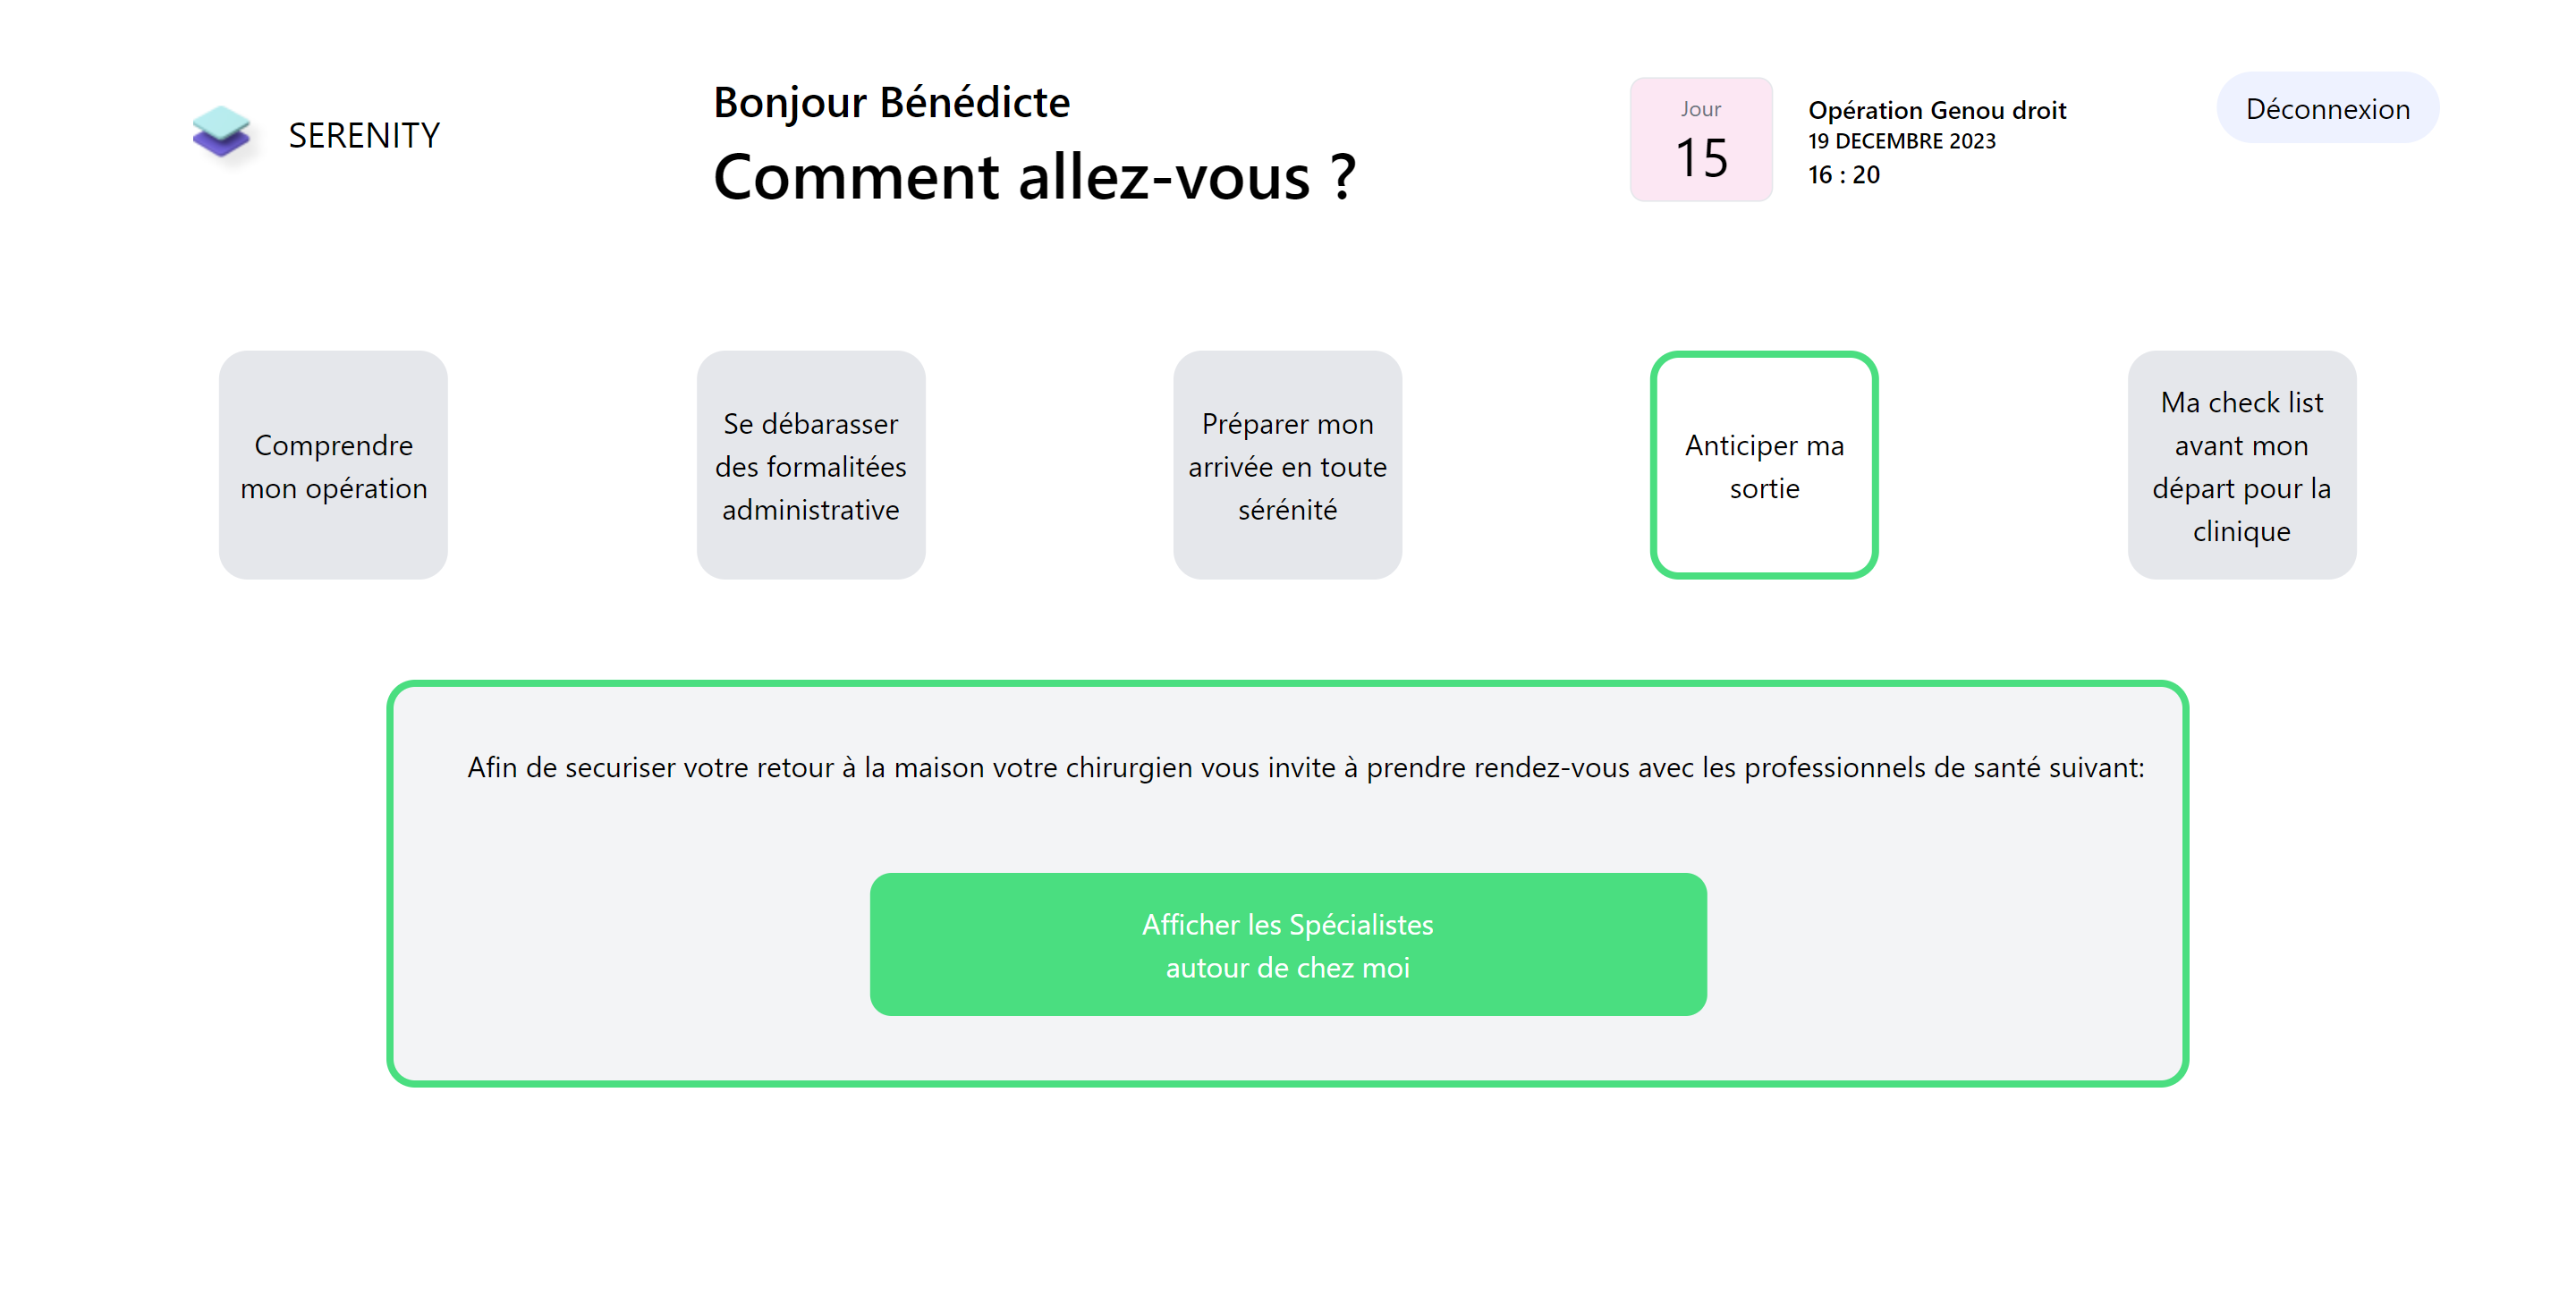 SERENITY
Bonjour Bénédicte
Comment allez-vous ?
Jour
15
Opération Genou droit
19 DECEMBRE 2023
16 : 20
Déconnexion
Comprendre
mon opération
Se débarasser
des formalitées
administrative
Préparer mon
arrivée en toute
sérénité
Anticiper ma
sortie
Ma check list
avant mon
départ pour la
clinique
Afin de securiser votre retour à la maison votre chirurgien vous invite à prendre rendez-vous avec les professionnels de santé suivant:
Afficher les Spécialistes
autour de chez moi